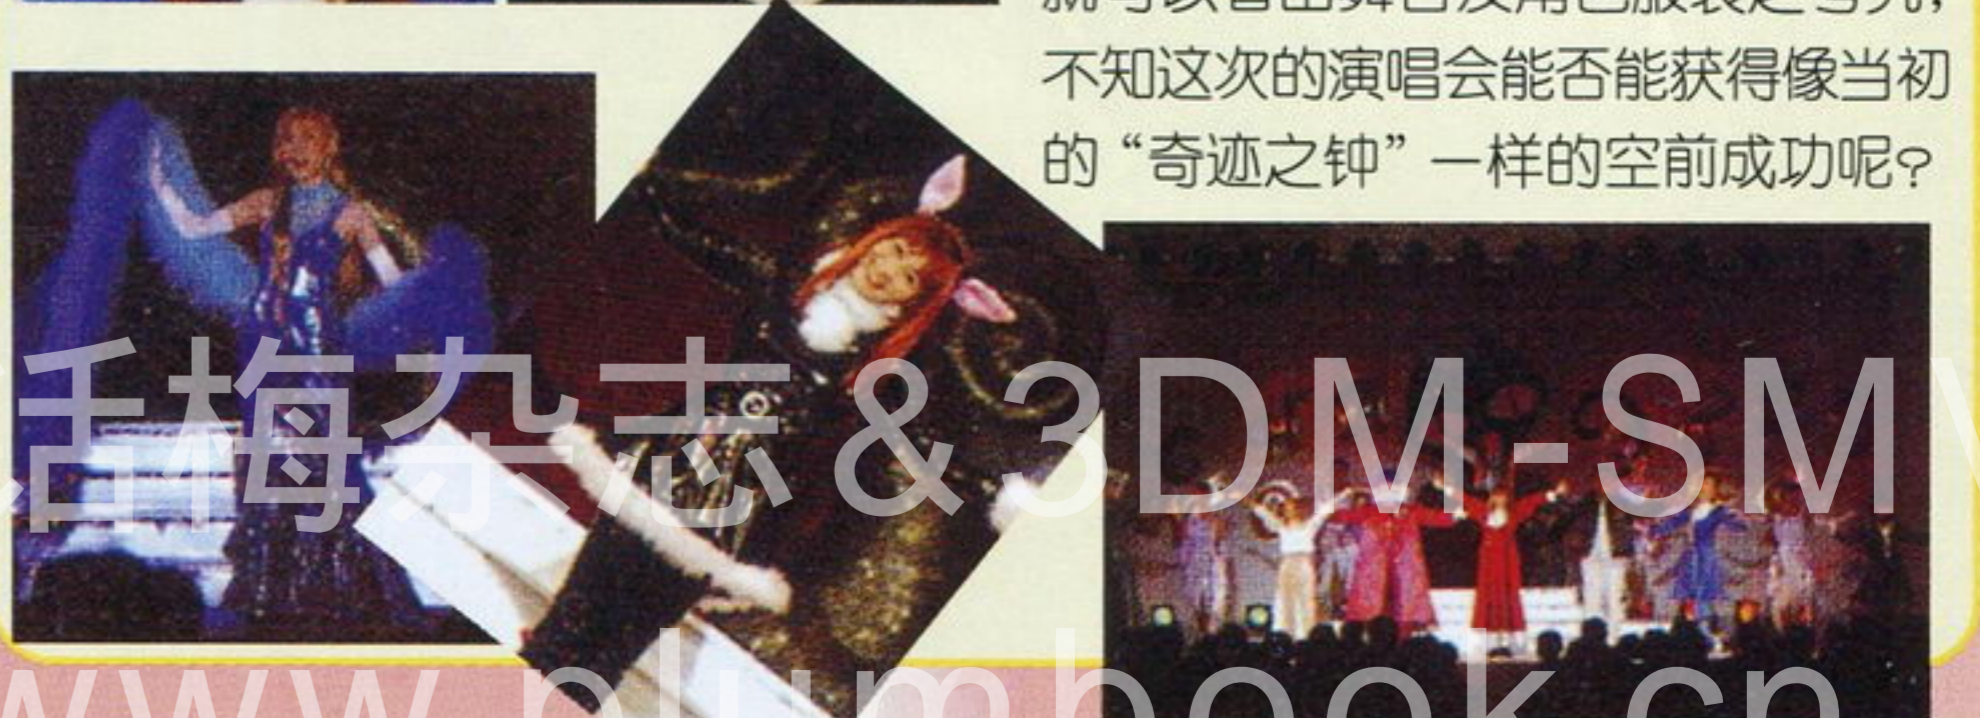 不知这次的演唱会能否能获得像当初
的“奇迹之钟”一样的空前成功呢?
梅杂志&3DM-SM
www.plumbook.cn